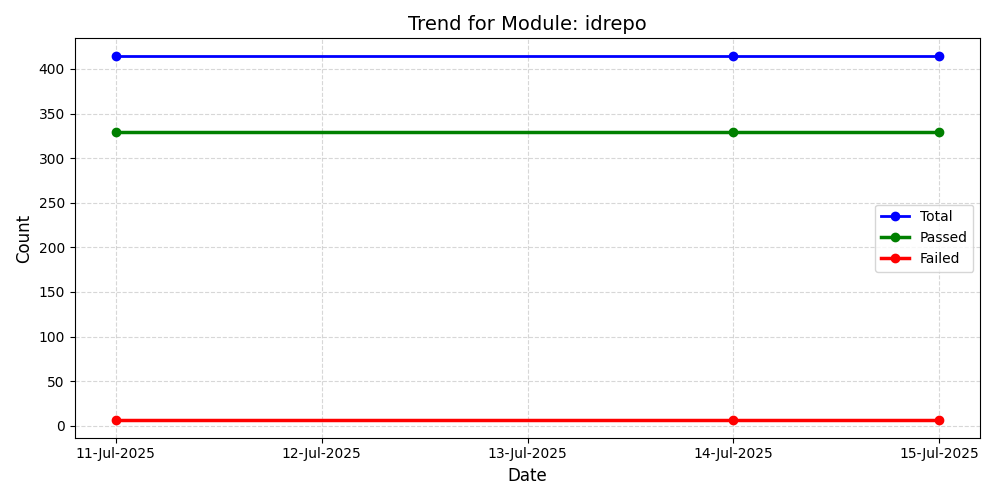 Trend for Module: idrepo
Count
400
350
300
250
200
150
100
50
0
Total
Passed
Failed
11-Jul-2025
12-Jul-2025
13-Jul-2025
14-Jul-2025
15-Jul-2025
Date